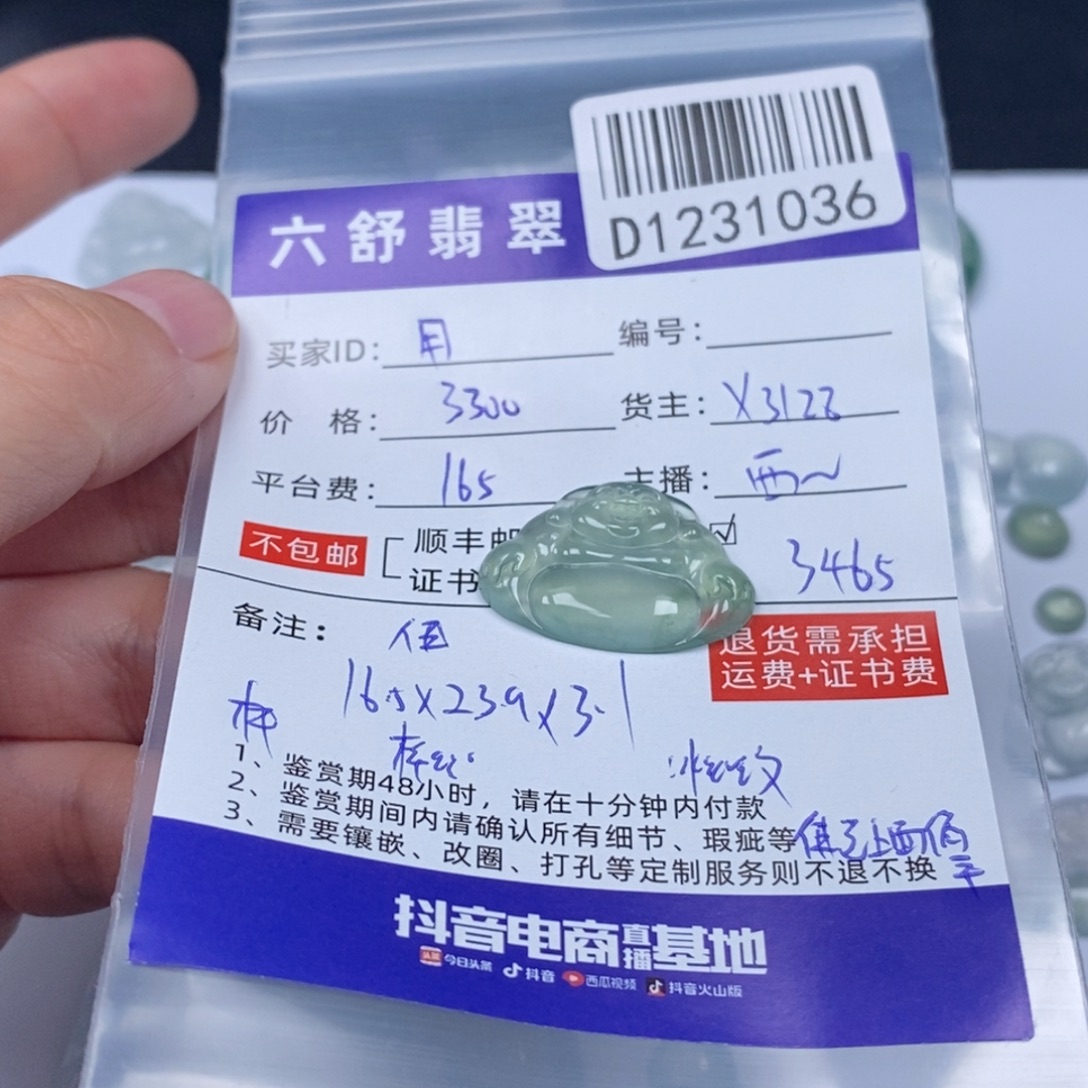 D1231036
六舒翡翠
买家ID: 用 编号:
价 格: 3300 货主: X3128
平台费: 165 主播: 西~
不包邮 顺丰邮
证书
3465
备注:
退货需承担
运费+证书费
16.5x23.9x3.1
1、鉴赏期48小时，请在十分钟内付款
2、鉴赏期间内请确认所有细节、瑕疵等
3、需要镶嵌、改圈、打孔等定制服务则不退不换
抖音电商直播基地
头条 今日头条 抖音 西瓜视频 抖音火山版